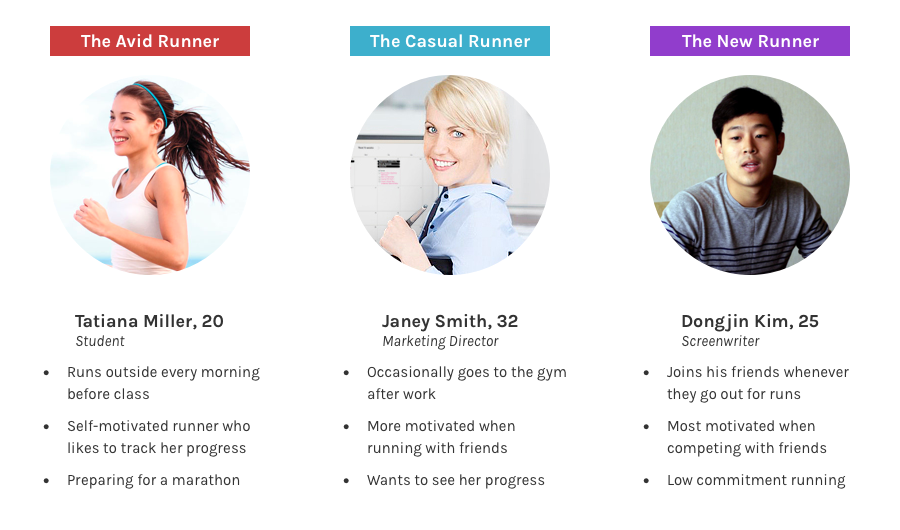 The Avid Runner
Tatiana Miller, 20
Student
• Runs outside every morning
before class
• Self-motivated runner who
likes to track her progress
• Preparing for a marathon
The Casual Runner
Janey Smith, 32
Marketing Director
• Occasionally goes to the gym
after work
• More motivated when
running with friends
• Wants to see her progress
The New Runner
Dongjin Kim, 25
Screenwriter
• Joins his friends whenever
they go out for runs
• Most motivated when
competing with friends
• Low commitment running